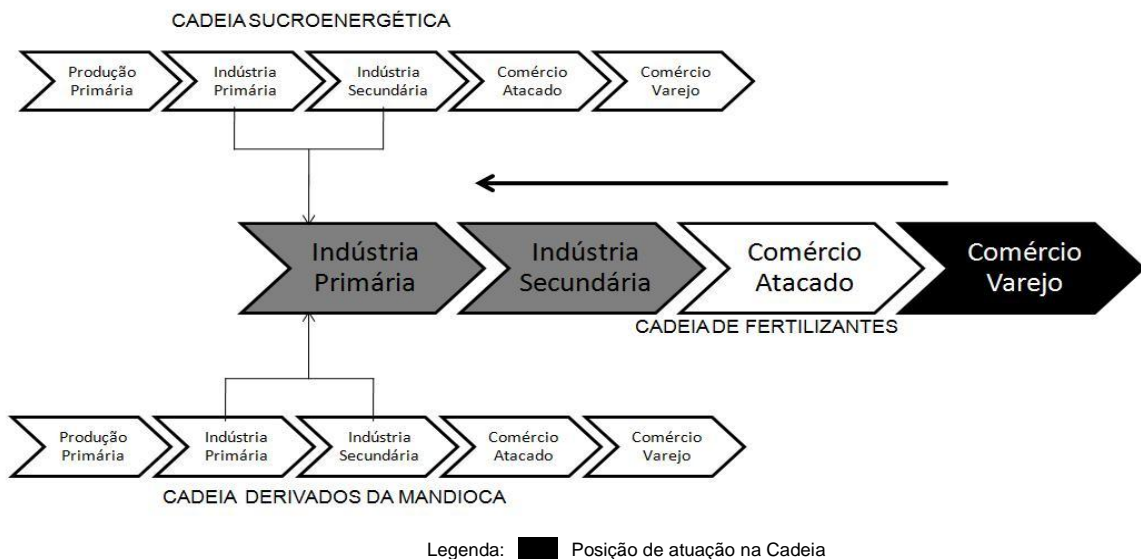 CADEIA SUCROENERGÉTICA
Produção
Primária
Indústria
Primária
Indústria
Secundária
Comércio
Atacado
Comércio
Varejo
Indústria
Primária
Indústria
Secundária
Comércio
Atacado
Comércio
Varejo
CADEIA DE FERTILIZANTES
Produção
Primária
Indústria
Primária
Indústria
Secundária
Comércio
Atacado
Comércio
Varejo
CADEIA DERIVADOS DA MANDIOCA
Legenda: Posição de atuação na Cadeia